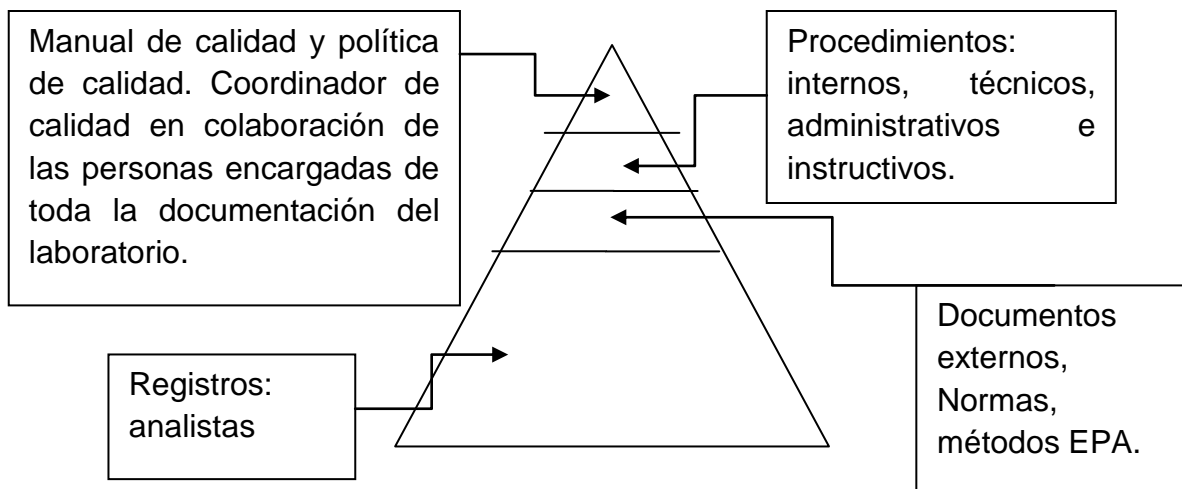 Manual de calidad y política
de calidad. Coordinador de
calidad en colaboración de
las personas encargadas de
toda la documentación del
laboratorio.
Procedimientos:
internos, técnicos,
administrativos e
instructivos.
Documentos
externos,
Normas,
métodos EPA.
Registros:
analistas